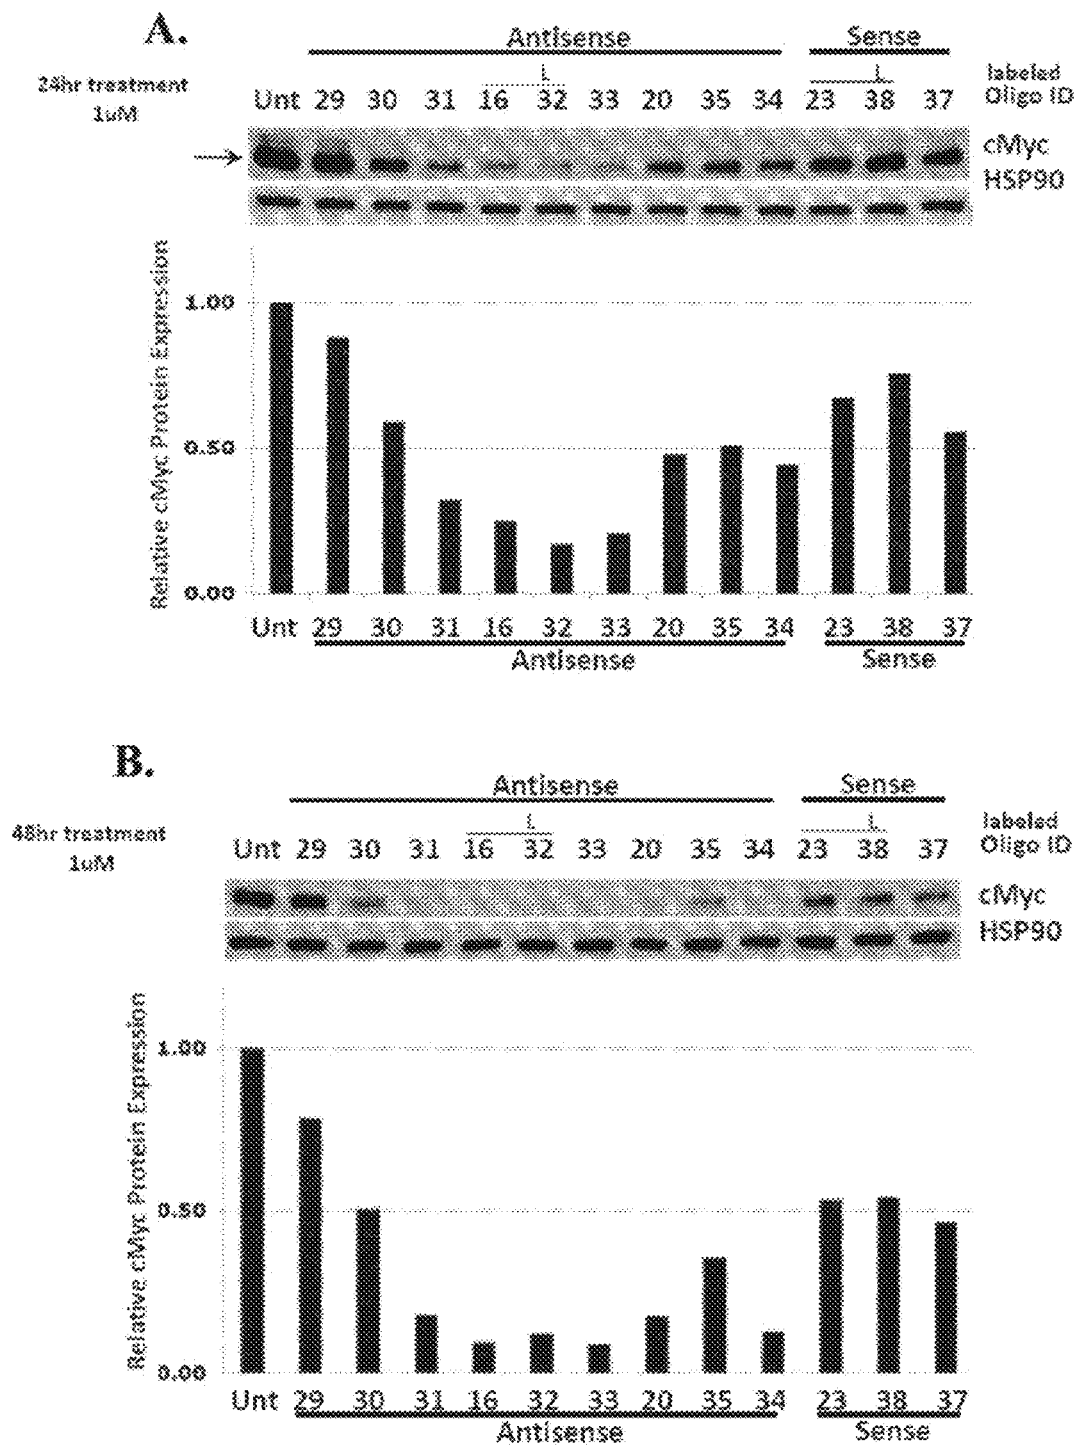 A.
Antisense Sense
24hr treatment
1uM
L L labeled
Unt 29 30 31 16 32 33 20 35 34 23 38 37 Oligo ID
cMyc
HSP90
Relative cMyc Protein Expression
1.00
0.50
0.00
Unt 29 30 31 16 32 33 20 35 34 23 38 37
Antisense Sense
B.
Antisense Sense
48hr treatment
1uM
L L labeled
Unt 29 30 31 16 32 33 20 35 34 23 38 37 Oligo ID
cMyc
HSP90
Relative cMyc Protein Expression
1.00
0.50
0.00
Unt 29 30 31 16 32 33 20 35 34 23 38 37
Antisense Sense